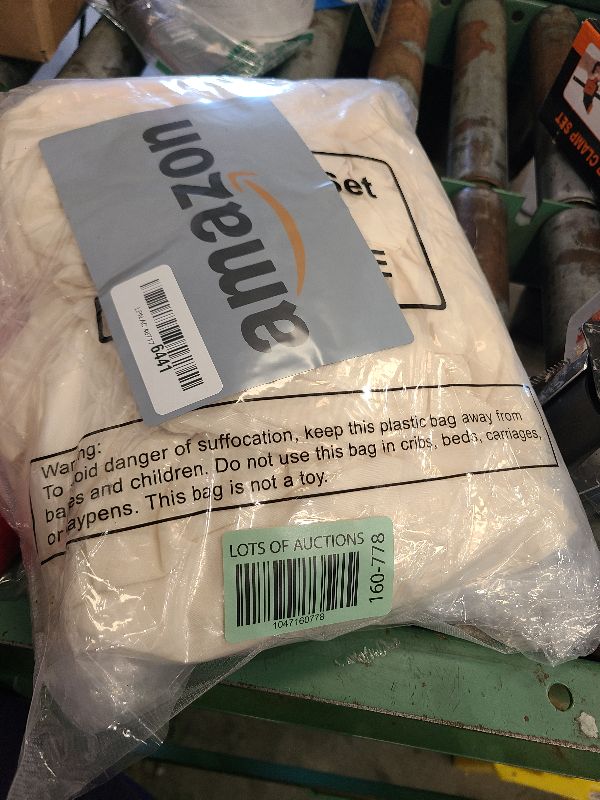 Set
amazon
6441
Warning:
To avoid danger of suffocation, keep this plastic bag away from
babies and children. Do not use this bag in cribs, beds, carriages,
or playpens. This bag is not a toy.
LOTS OF AUCTIONS
1047160778
160-778
CLAMP SET